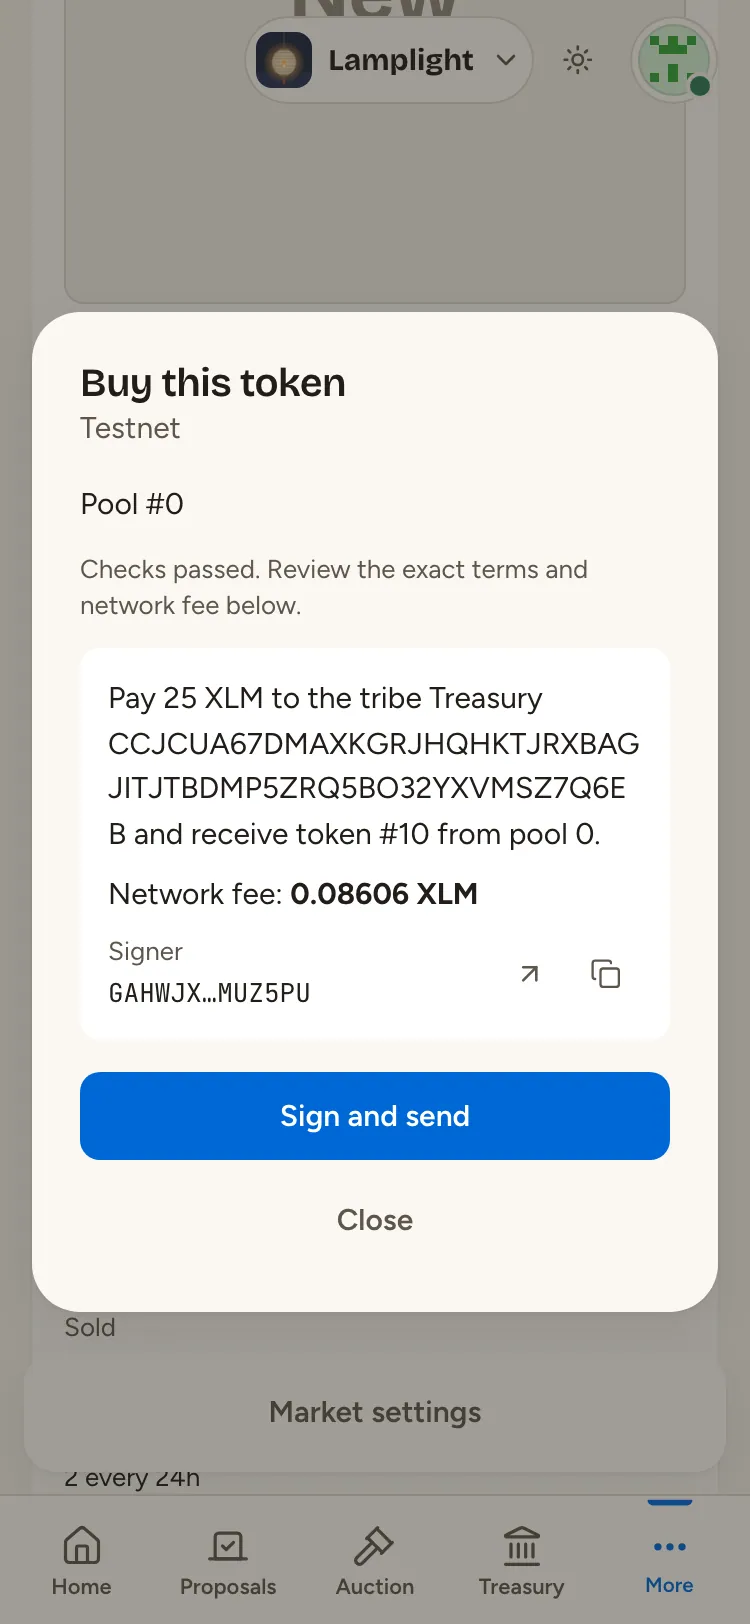 New
Lamplight
Buy this token
Testnet
Pool #0
Checks passed. Review the exact terms and
network fee below.
Pay 25 XLM to the tribe Treasury
CCJCUA67DMAXKGRJHQHKTJRXBAG
JITJTBDMP5ZRQ5BO32YXVMSZ7Q6E
B and receive token #10 from pool 0.
Network fee: 0.08606 XLM
Signer
GAHWJX…MUZ5PU
Sign and send
Close
Sold
Market settings
2 every 24h
Home
Proposals
Auction
Treasury
More